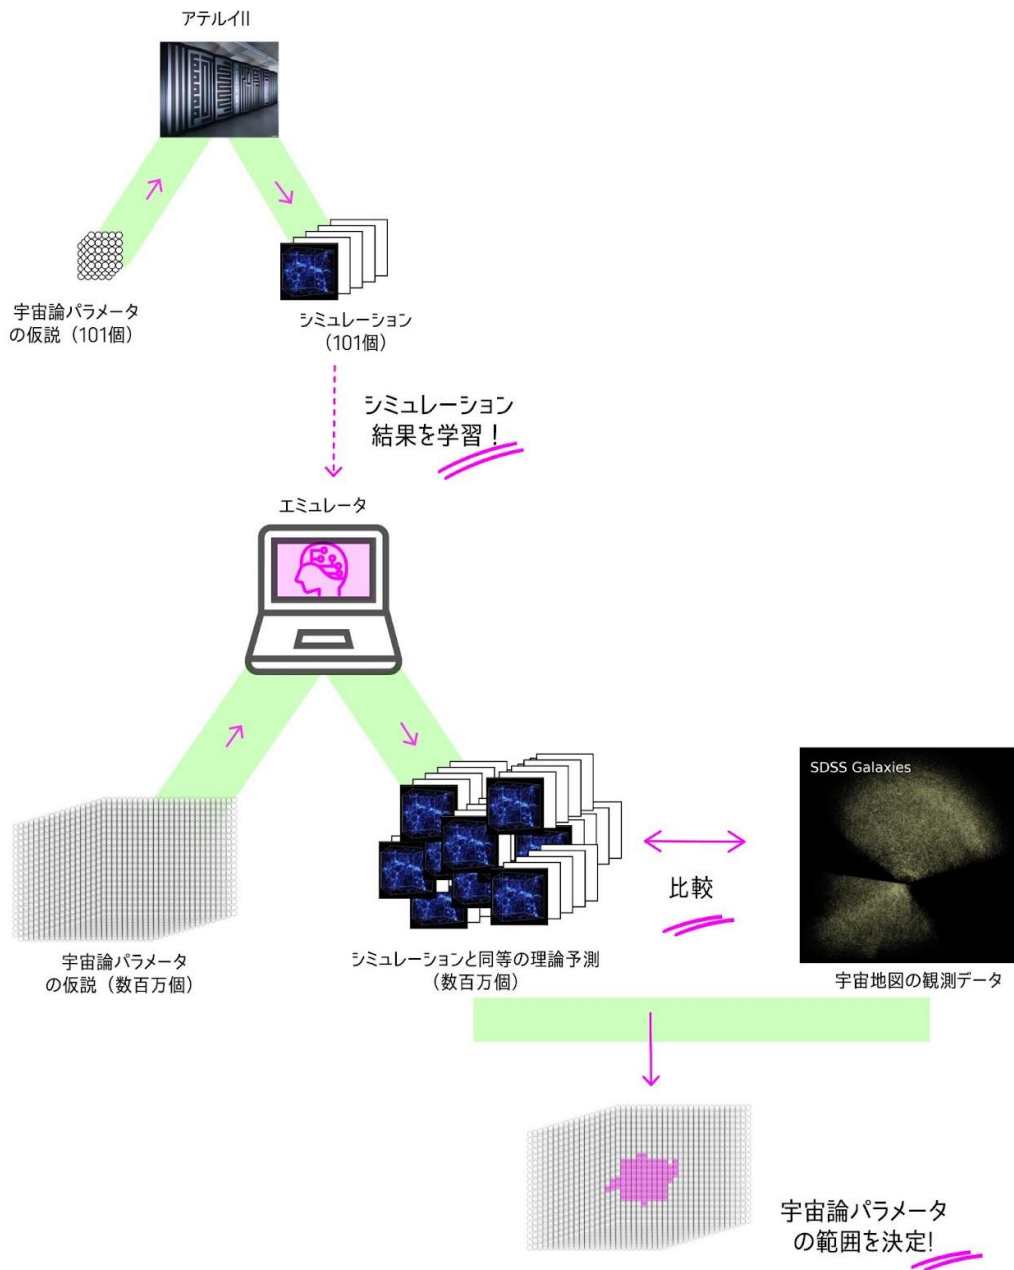 アテルイII
宇宙論パラメータ
の仮説（101個）
シミュレーション
（101個）
シミュレーション
結果を学習！
エミュレータ
SDSS Galaxies
比較
宇宙論パラメータ
の仮説（数百万個）
シミュレーションと同等の理論予測
（数百万個）
宇宙地図の観測データ
宇宙論パラメータ
の範囲を決定!